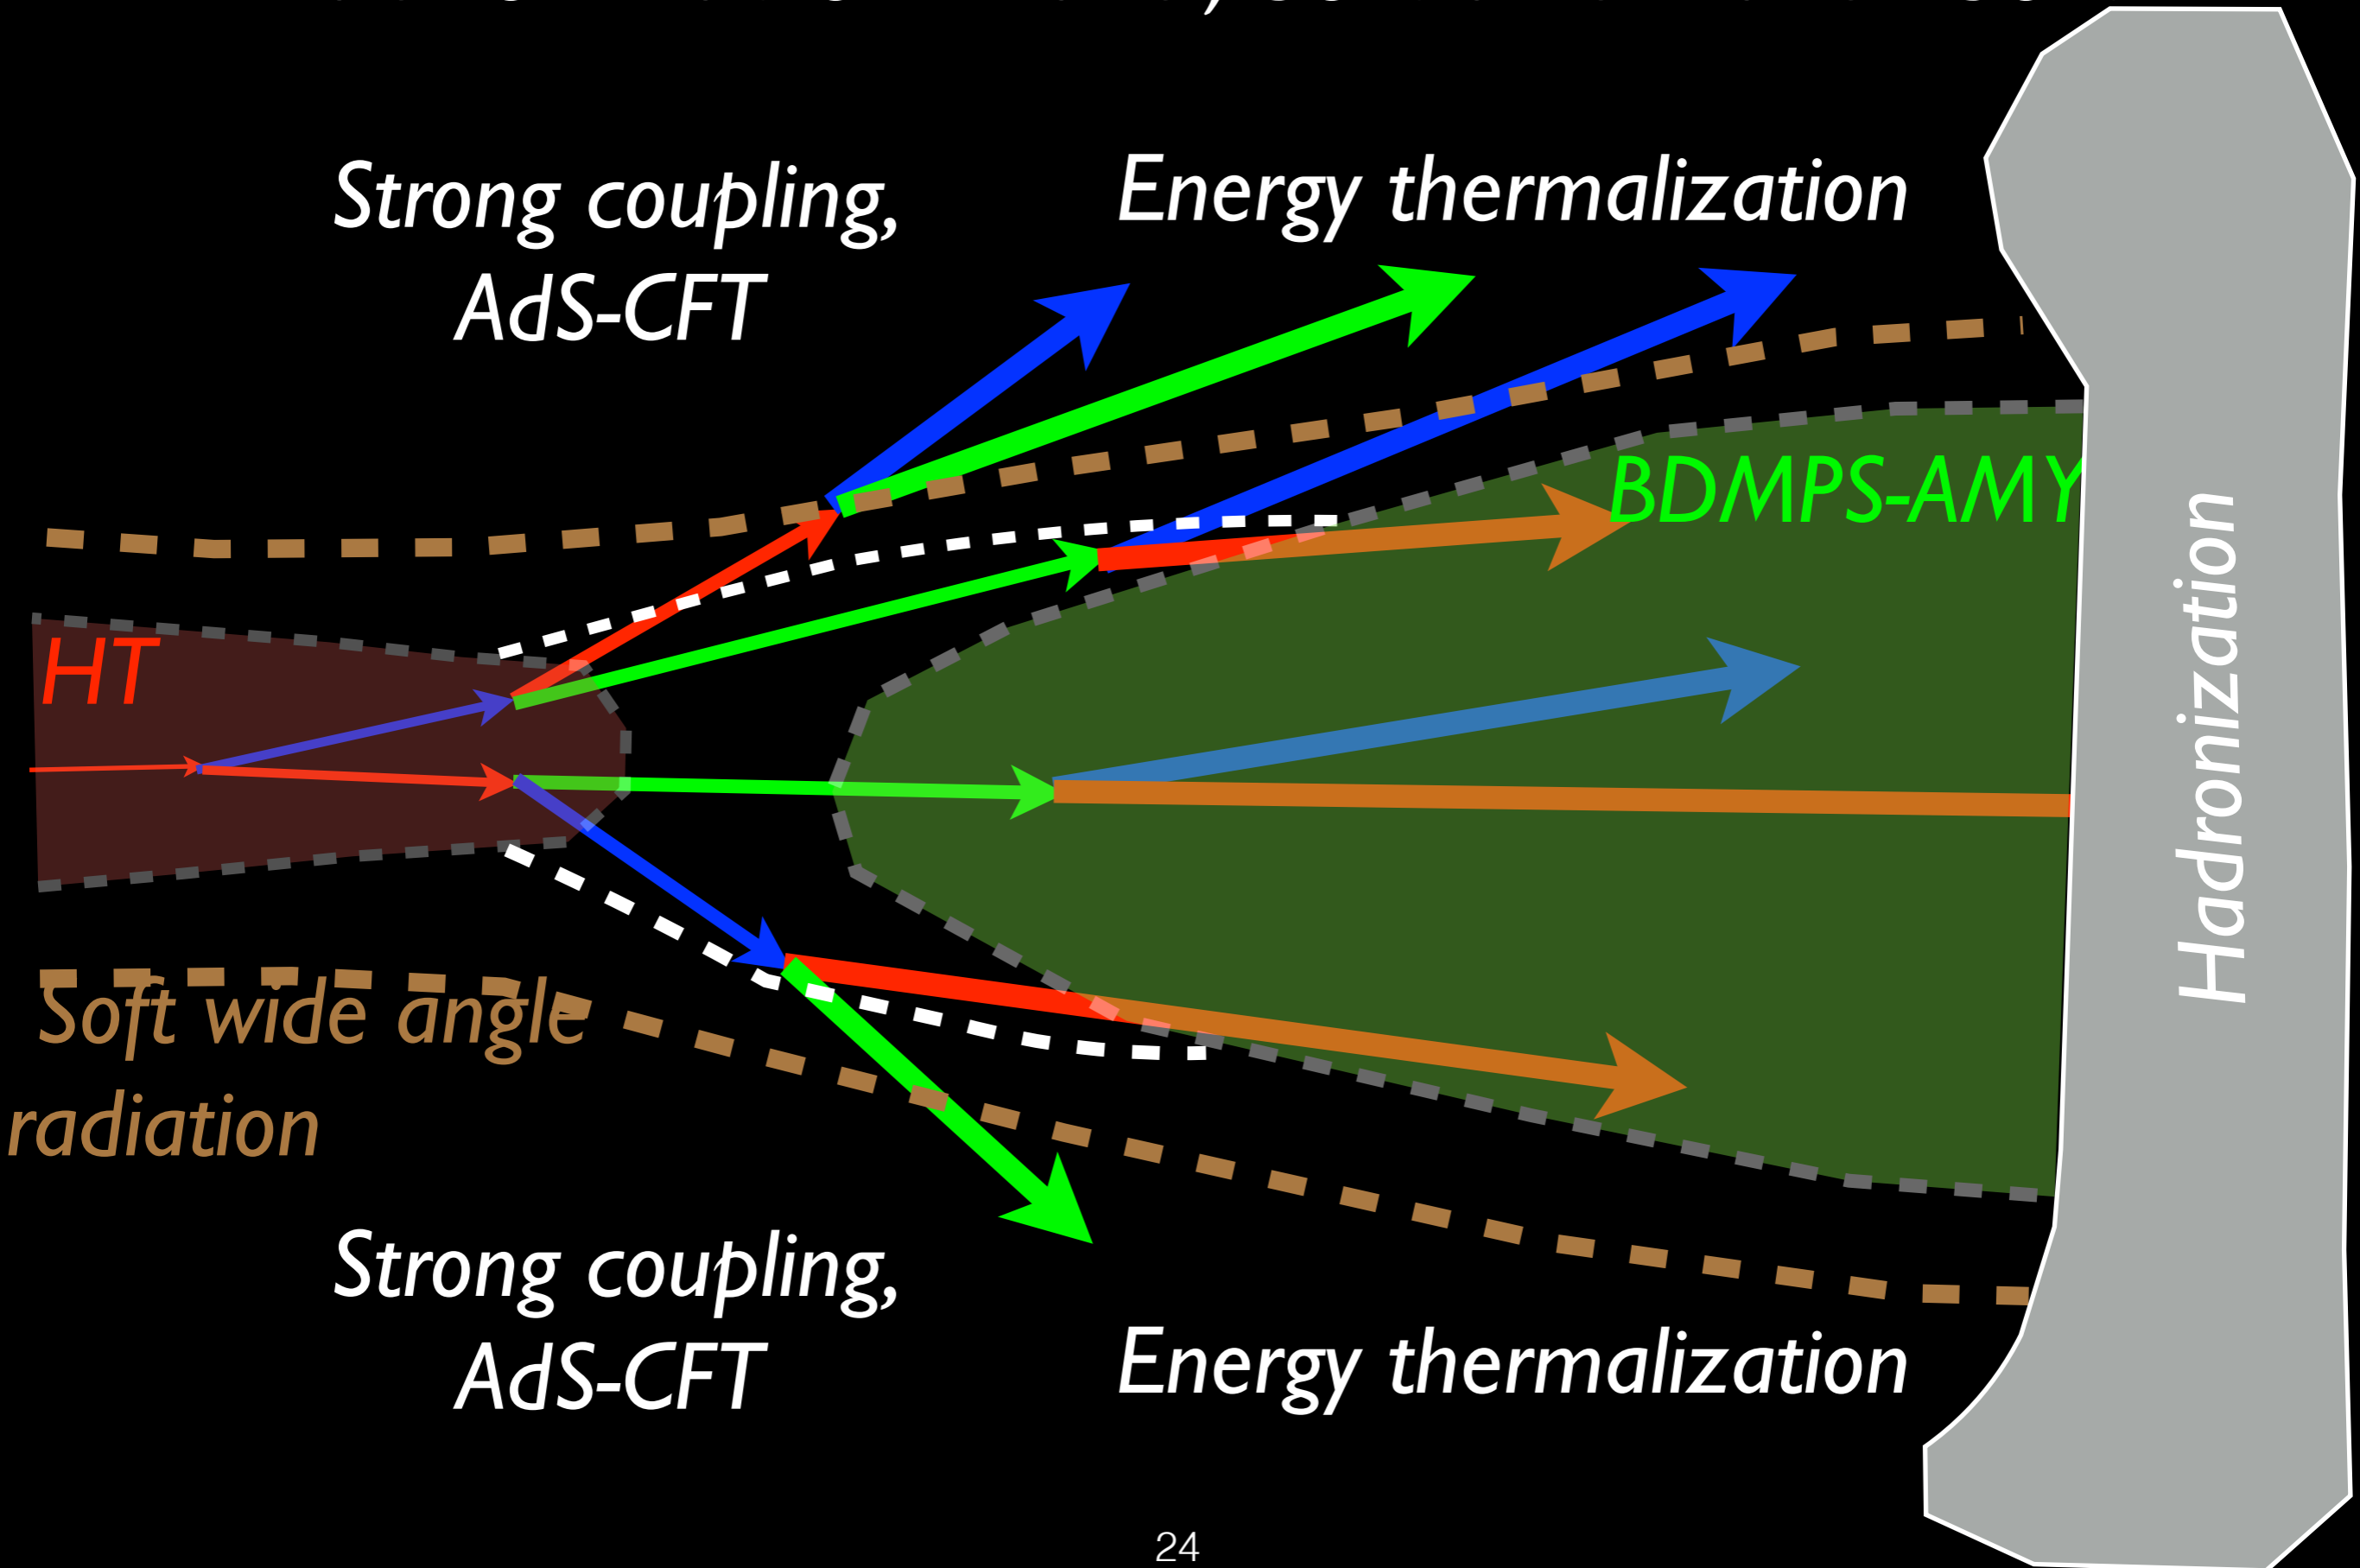 Strong coupling,
AdS-CFT
Energy thermalization
BDMPS-AMY
HT
Hadronization
Soft wide angle
radiation
Strong coupling,
AdS-CFT
Energy thermalization
24